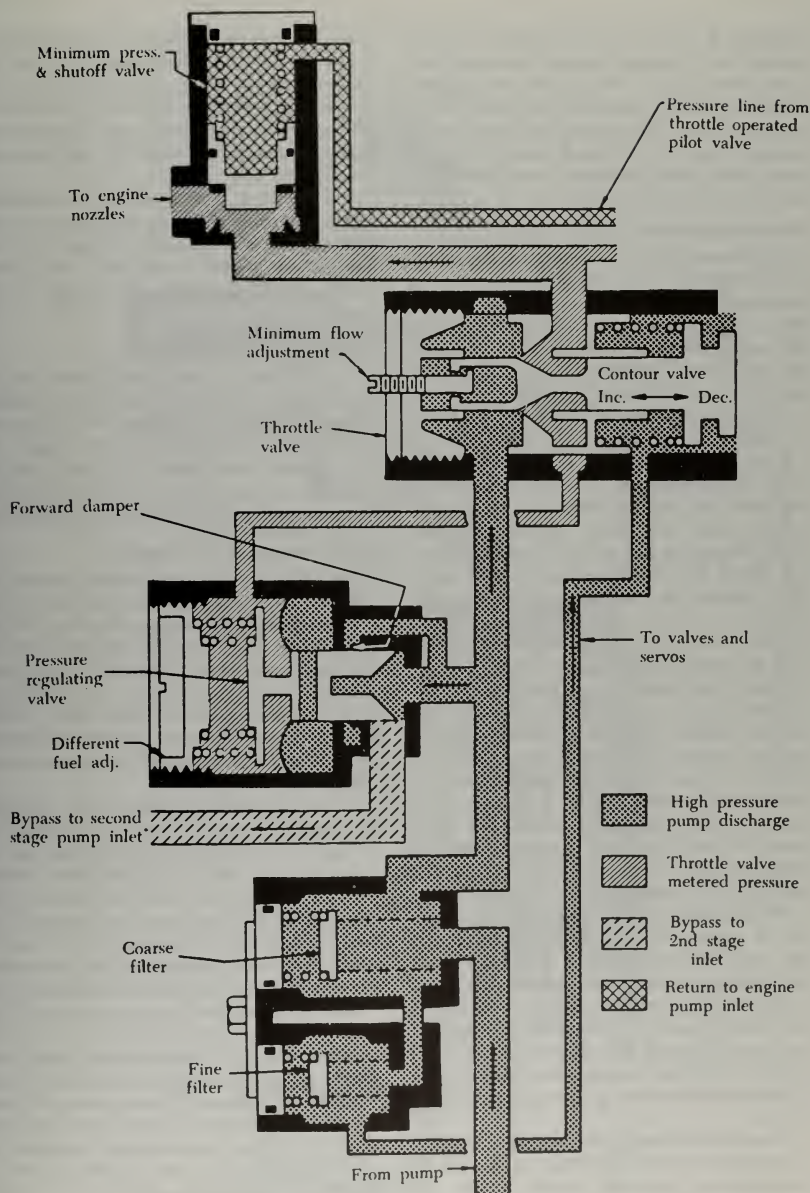 Minimum press.
& shutoff valve
Pressure line from
throttle operated
pilot valve
To engine
nozzles
Minimum flow
adjustment
Contour valve
Inc.
Dec.
Throttle
valve
Forward damper
To valves and
servos
Pressure
regulating
valve
Different
fuel adj.
Bypass to second
stage pump inlet
High pressure
pump discharge
Throttle valve
metered pressure
Bypass to
2nd stage
inlet
Return to engine
pump inlet
Coarse
filter
Fine
filter
From pump